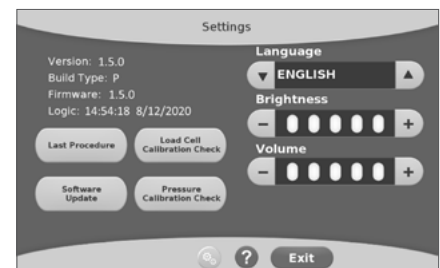 Settings
Version: 1.5.0
Build Type: P
Firmware: 1.5.0
Logic: 14:54:18 8/12/2020
Last Procedure
Load Cell
Calibration Check
Software
Update
Pressure
Calibration Check
Language
▼ ENGLISH ▲
Brightness
− +
Volume
− +
? Exit